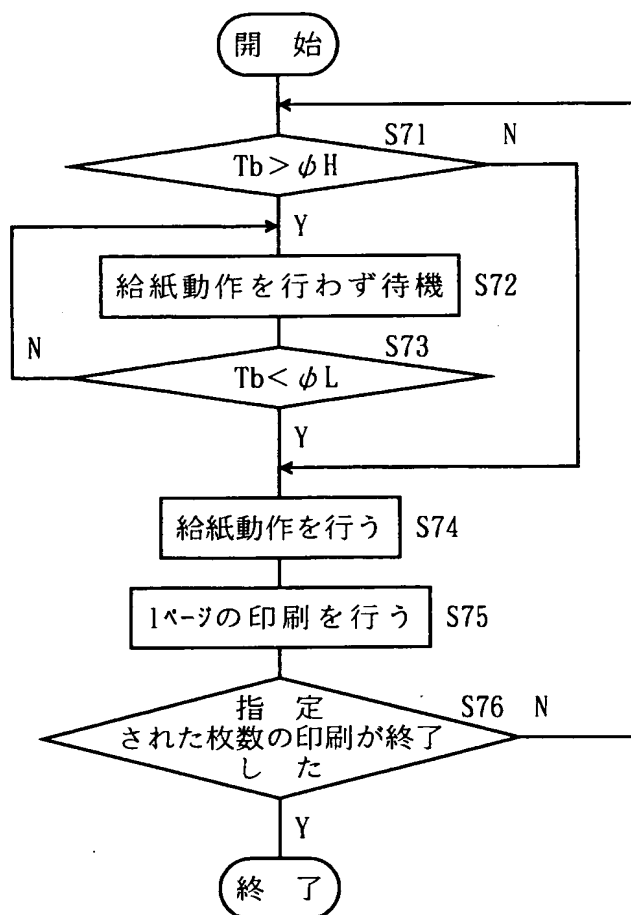 開 始
S71 N
Tb>φH
Y
給紙動作を行わず待機 S72
N S73
Tb<φL
Y
給紙動作を行う S74
1ページの印刷を行う S75
指 定 S76 N
された枚数の印刷が終了
し た
Y
終 了